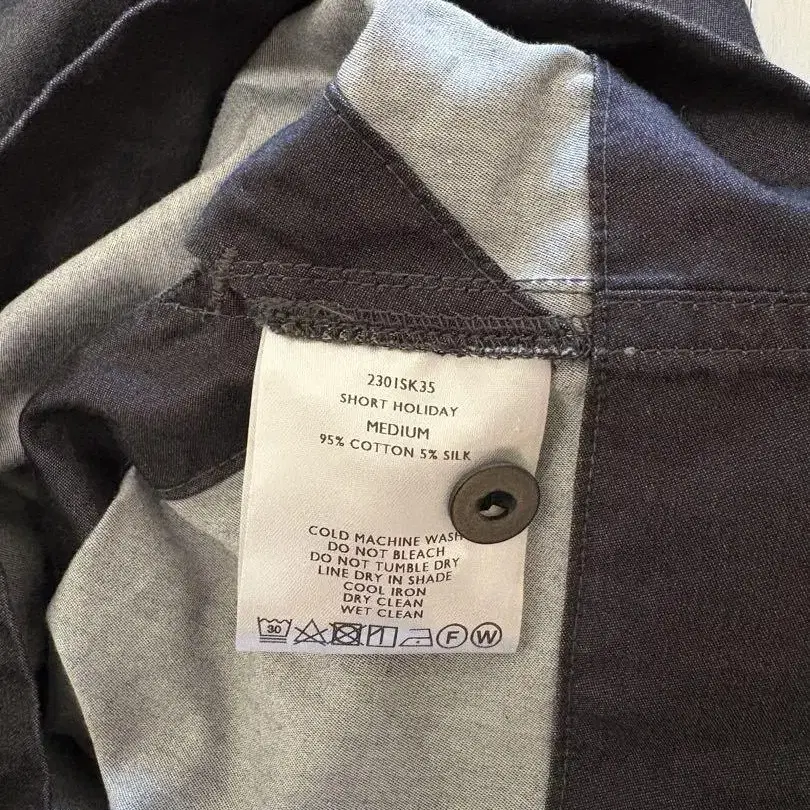 2301SK35
SHORT HOLIDAY
MEDIUM
95% COTTON 5% SILK
COLD MACHINE WASH
DO NOT BLEACH
DO NOT TUMBLE DRY
LINE DRY IN SHADE
COOL IRON
DRY CLEAN
WET CLEAN
30 F W